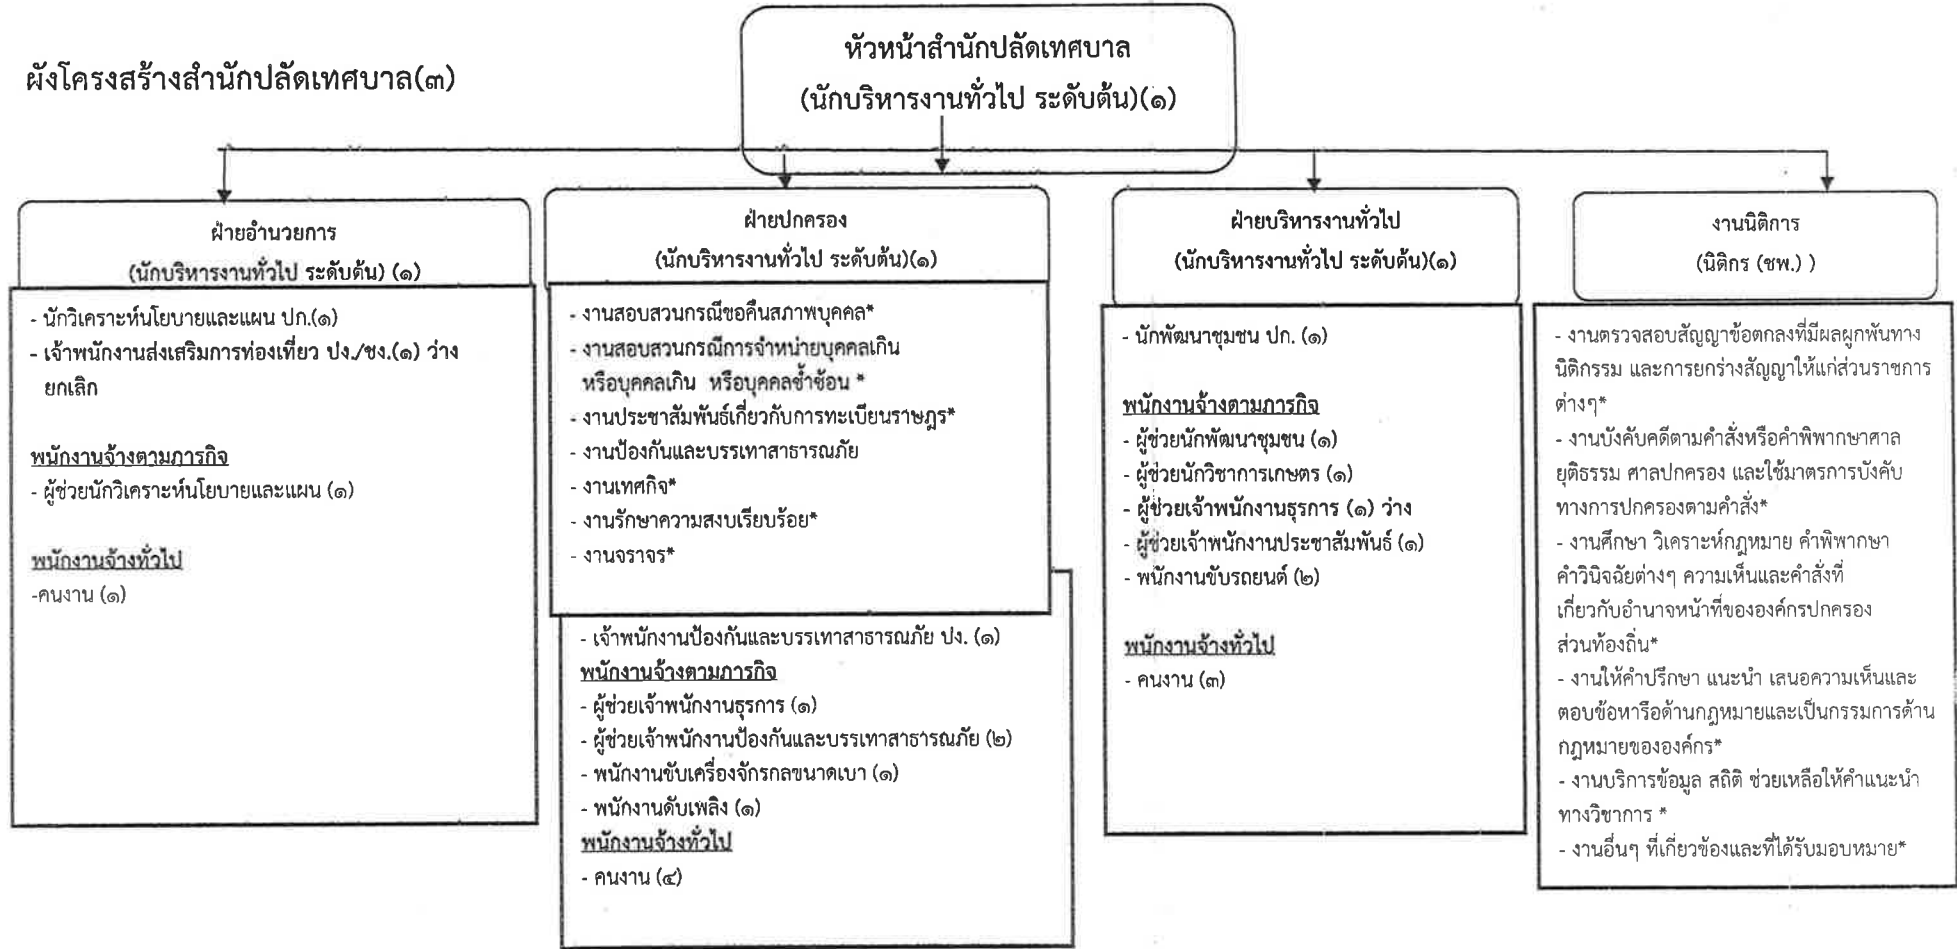 ผังโครงสร้างสำนักปลัดเทศบาล(๓)
หัวหน้าสำนักปลัดเทศบาล
(นักบริหารงานทั่วไป ระดับต้น)(๑)
ฝ่ายอำนวยการ
(นักบริหารงานทั่วไป ระดับต้น) (๑)
- นักวิเคราะห์นโยบายและแผน ปก.(๑)
- เจ้าพนักงานส่งเสริมการท่องเที่ยว ปง./ชง.(๑) ว่าง
ยกเลิก
พนักงานจ้างตามภารกิจ
- ผู้ช่วยนักวิเคราะห์นโยบายและแผน (๑)
พนักงานจ้างทั่วไป
-คนงาน (๑)
ฝ่ายปกครอง
(นักบริหารงานทั่วไป ระดับต้น)(๑)
- งานสอบสวนกรณีขอคืนสภาพบุคคล*
- งานสอบสวนกรณีการจำหน่ายบุคคลเกิน
หรือบุคคลเกิน หรือบุคคลซ้ำซ้อน *
- งานประชาสัมพันธ์เกี่ยวกับการทะเบียนราษฎร*
- งานป้องกันและบรรเทาสาธารณภัย
- งานเทศกิจ*
- งานรักษาความสงบเรียบร้อย*
- งานจราจร*
- เจ้าพนักงานป้องกันและบรรเทาสาธารณภัย ปง. (๑)
พนักงานจ้างตามภารกิจ
- ผู้ช่วยเจ้าพนักงานธุรการ (๑)
- ผู้ช่วยเจ้าพนักงานป้องกันและบรรเทาสาธารณภัย (๒)
- พนักงานขับเครื่องจักรกลขนาดเบา (๑)
- พนักงานดับเพลิง (๑)
พนักงานจ้างทั่วไป
- คนงาน (๔)
ฝ่ายบริหารงานทั่วไป
(นักบริหารงานทั่วไป ระดับต้น)(๑)
- นักพัฒนาชุมชน ปก. (๑)
พนักงานจ้างตามภารกิจ
- ผู้ช่วยนักพัฒนาชุมชน (๑)
- ผู้ช่วยนักวิชาการเกษตร (๑)
- ผู้ช่วยเจ้าพนักงานธุรการ (๑) ว่าง
- ผู้ช่วยเจ้าพนักงานประชาสัมพันธ์ (๑)
- พนักงานขับรถยนต์ (๒)
พนักงานจ้างทั่วไป
- คนงาน (๓)
งานนิติการ
(นิติกร (ชพ.) )
- งานตรวจสอบสัญญาข้อตกลงที่มีผลผูกพันทาง
นิติกรรม และการยกร่างสัญญาให้แก่ส่วนราชการ
ต่างๆ*
- งานบังคับคดีตามคำสั่งหรือคำพิพากษาศาล
ยุติธรรม ศาลปกครอง และใช้มาตรการบังคับ
ทางการปกครองตามคำสั่ง*
- งานศึกษา วิเคราะห์กฎหมาย คำพิพากษา
คำวินิจฉัยต่างๆ ความเห็นและคำสั่งที่
เกี่ยวกับอำนาจหน้าที่ขององค์กรปกครอง
ส่วนท้องถิ่น*
- งานให้คำปรึกษา แนะนำ เสนอความเห็นและ
ตอบข้อหารือด้านกฎหมายและเป็นกรรมการด้าน
กฎหมายขององค์กร*
- งานบริการข้อมูล สถิติ ช่วยเหลือให้คำแนะนำ
ทางวิชาการ *
- งานอื่นๆ ที่เกี่ยวข้องและที่ได้รับมอบหมาย*